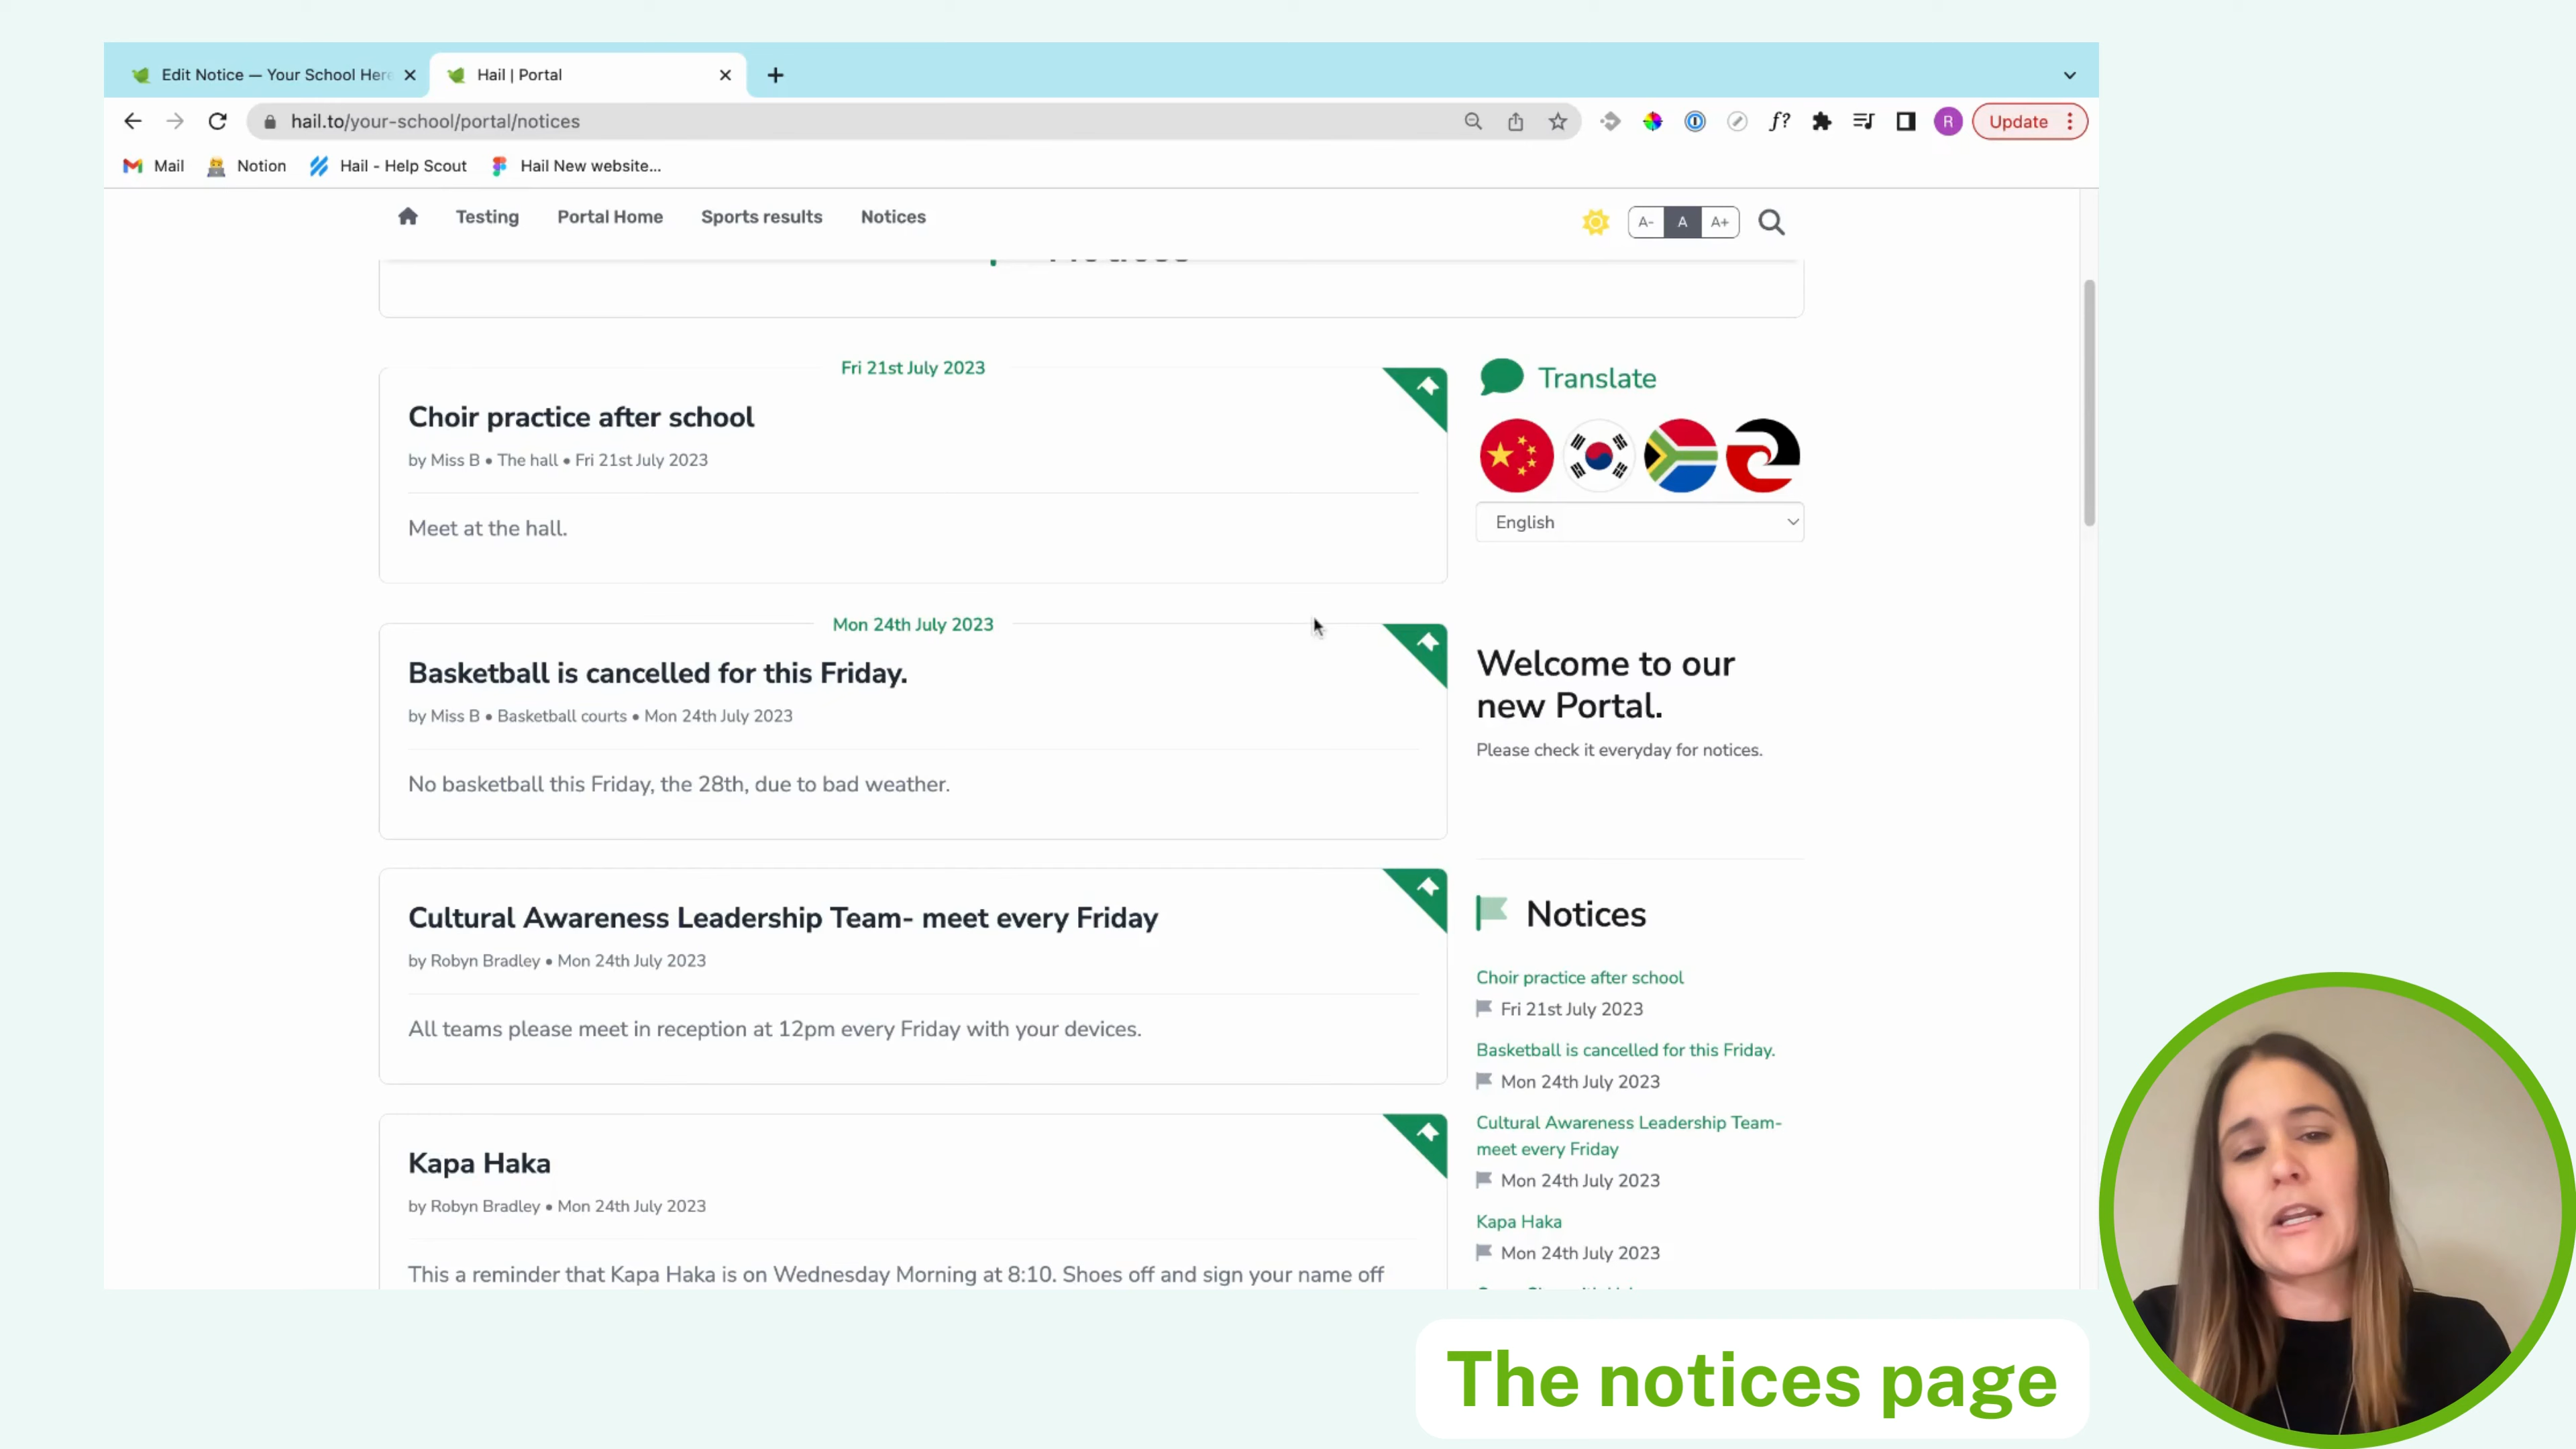 Edit Notice — Your School Here
Hail | Portal
hail.to/your-school/portal/notices
f?
R
Update
Mail
Notion
Hail - Help Scout
Hail New website...
Testing
Portal Home
Sports results
Notices
A-
A
A+
Notices
Fri 21st July 2023
Choir practice after school
by Miss B • The hall • Fri 21st July 2023
Meet at the hall.
Mon 24th July 2023
Basketball is cancelled for this Friday.
by Miss B • Basketball courts • Mon 24th July 2023
No basketball this Friday, the 28th, due to bad weather.
Cultural Awareness Leadership Team- meet every Friday
by Robyn Bradley • Mon 24th July 2023
All teams please meet in reception at 12pm every Friday with your devices.
Kapa Haka
by Robyn Bradley • Mon 24th July 2023
This a reminder that Kapa Haka is on Wednesday Morning at 8:10. Shoes off and sign your name off
Translate
English
Welcome to our
new Portal.
Please check it everyday for notices.
Notices
Choir practice after school
Fri 21st July 2023
Basketball is cancelled for this Friday.
Mon 24th July 2023
Cultural Awareness Leadership Team-
meet every Friday
Mon 24th July 2023
Kapa Haka
Mon 24th July 2023
The notices page